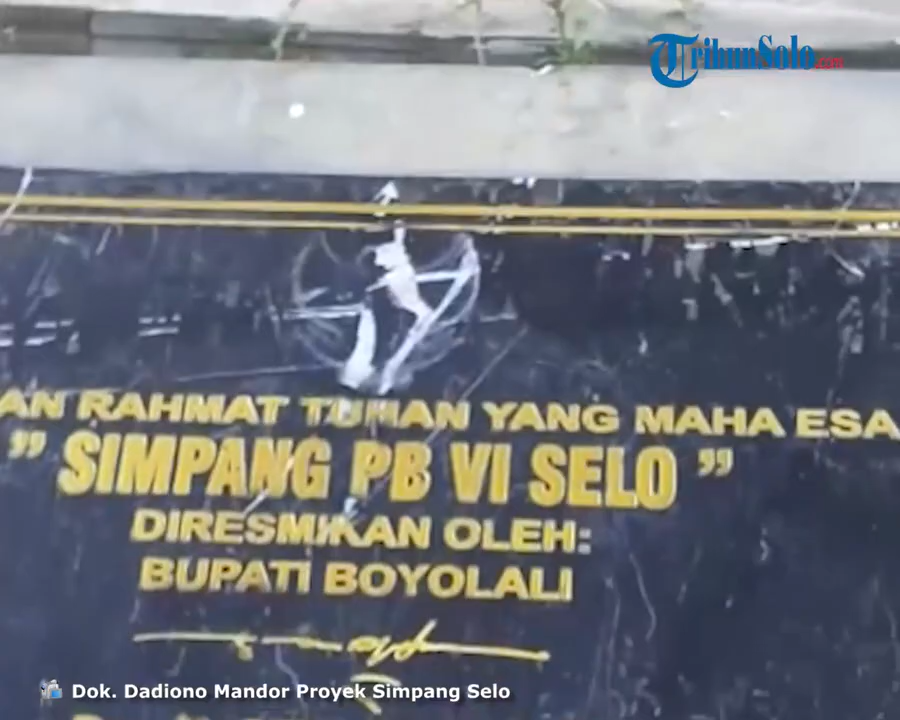 TribunSolo.com
AN RAHMAT TUHAN YANG MAHA ESA
" SIMPANG PB VI SELO "
DIRESMIKAN OLEH:
BUPATI BOYOLALI
Dok. Dadiono Mandor Proyek Simpang Selo